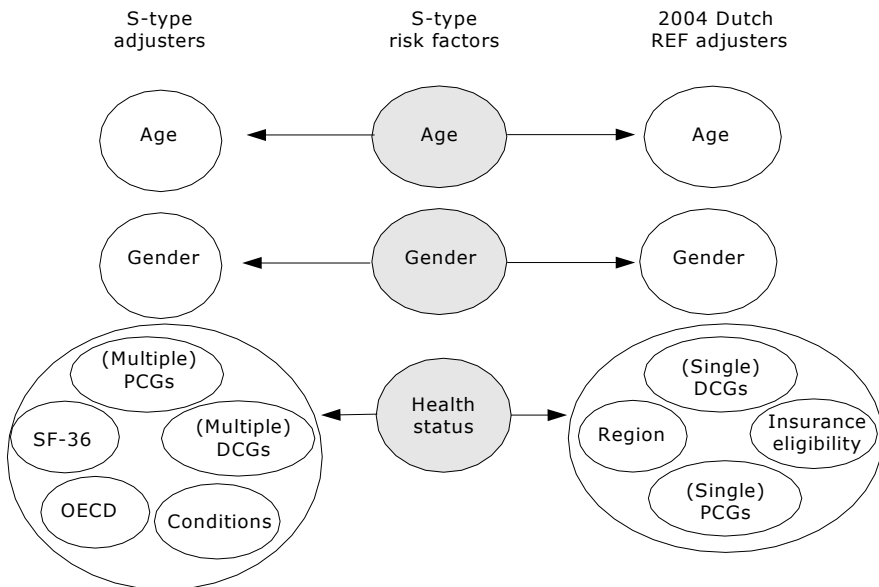 S-type
adjusters
S-type
risk factors
2004 Dutch
REF adjusters
Age
Age
Age
Gender
Gender
Gender
(Multiple)
PCGs
SF-36
(Multiple)
DCGs
OECD
Conditions
Health
status
(Single)
DCGs
Region
Insurance
eligibility
(Single)
PCGs